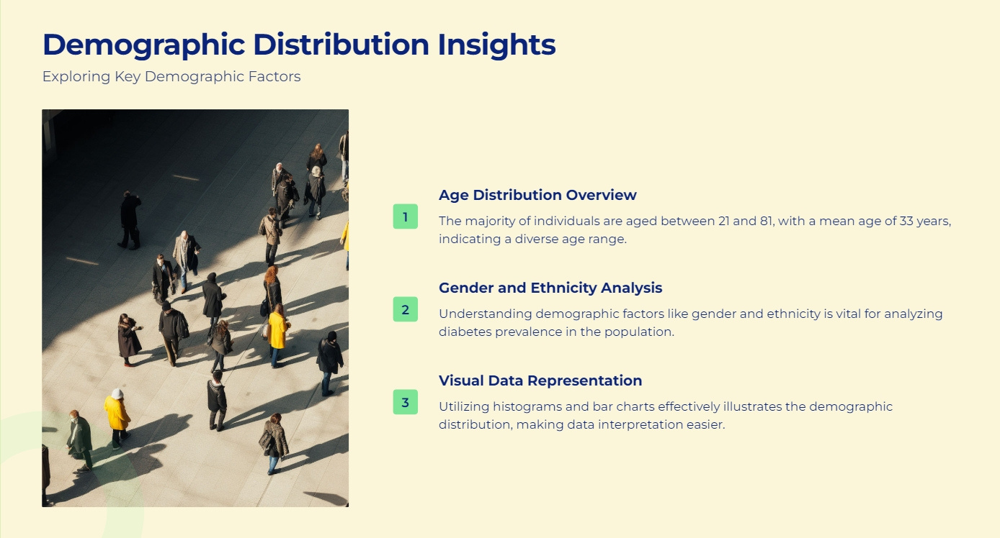 Demographic Distribution Insights
Exploring Key Demographic Factors
Age Distribution Overview
1
The majority of individuals are aged between 21 and 81, with a mean age of 33 years,
indicating a diverse age range.
Gender and Ethnicity Analysis
2
Understanding demographic factors like gender and ethnicity is vital for analyzing
diabetes prevalence in the population.
Visual Data Representation
3
Utilizing histograms and bar charts effectively illustrates the demographic
distribution, making data interpretation easier.